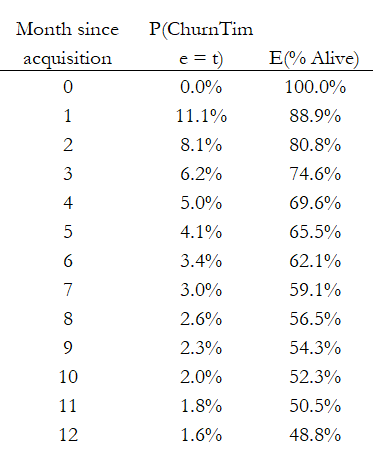 Month since P(ChurnTim
acquisition e = t) E(% Alive)
0 0.0% 100.0%
1 11.1% 88.9%
2 8.1% 80.8%
3 6.2% 74.6%
4 5.0% 69.6%
5 4.1% 65.5%
6 3.4% 62.1%
7 3.0% 59.1%
8 2.6% 56.5%
9 2.3% 54.3%
10 2.0% 52.3%
11 1.8% 50.5%
12 1.6% 48.8%